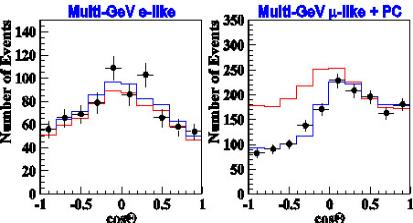 Multi-GeV e-like
Number of Events
140
120
100
80
60
40
20
0
-1 -0.5 0 0.5 1
cosΘ
Multi-GeV μ-like + PC
Number of Events
350
300
250
200
150
100
50
0
-1 -0.5 0 0.5 1
cosΘ